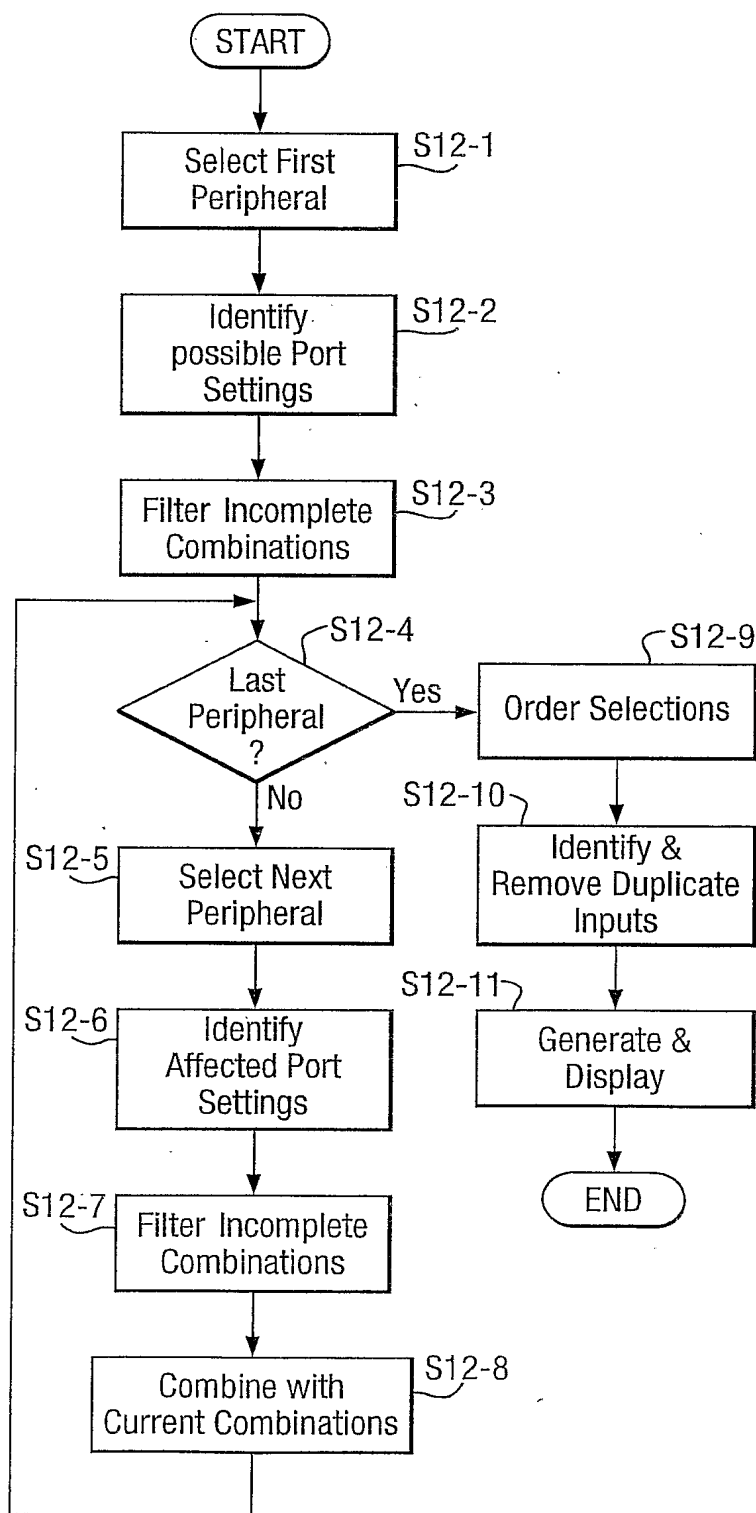 START
S12-1
Select First
Peripheral
S12-2
Identify
possible Port
Settings
S12-3
Filter Incomplete
Combinations
S12-4
Last
Peripheral
?
Yes
No
S12-5
Select Next
Peripheral
S12-6
Identify
Affected Port
Settings
S12-7
Filter Incomplete
Combinations
S12-8
Combine with
Current Combinations
S12-9
Order Selections
S12-10
Identify &
Remove Duplicate
Inputs
S12-11
Generate &
Display
END